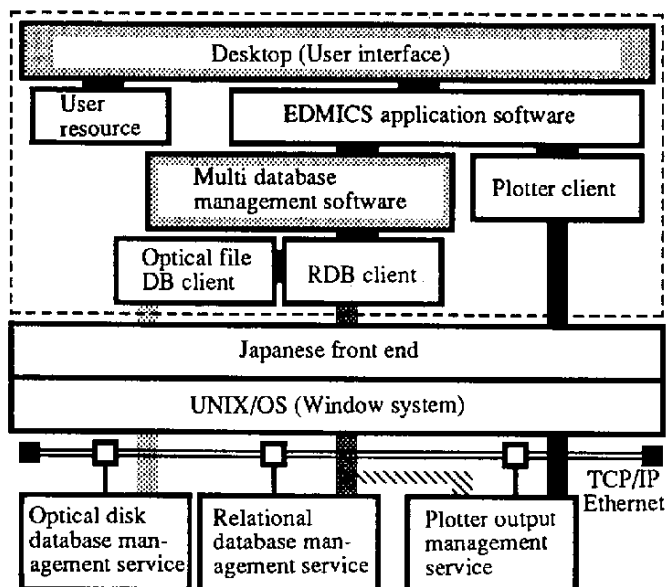 Desktop (User interface)
User
resource
EDMICS application software
Multi database
management software
Plotter client
Optical file
DB client
RDB client
Japanese front end
UNIX/OS (Window system)
TCP/IP
Ethernet
Optical disk
database man-
agement service
Relational
database man-
agement service
Plotter output
management
service